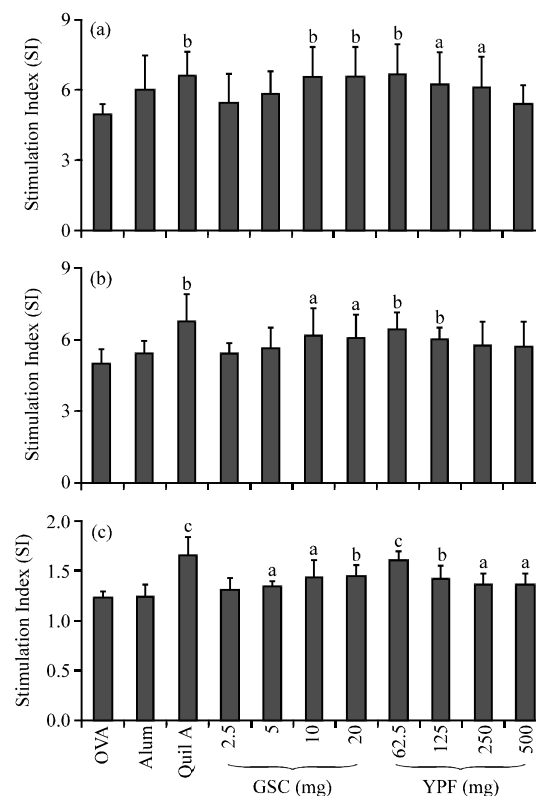 (a)
Stimulation Index (SI)
9
6
3
0
b b b b a a
(b)
Stimulation Index (SI)
9
6
3
0
b a a b b
(c)
Stimulation Index (SI)
2.0
1.5
1.0
0.5
0.0
c a a b c b a a
OVA Alum Quil A 2.5 5 10 20 62.5 125 250 500
GSC (mg) YPF (mg)